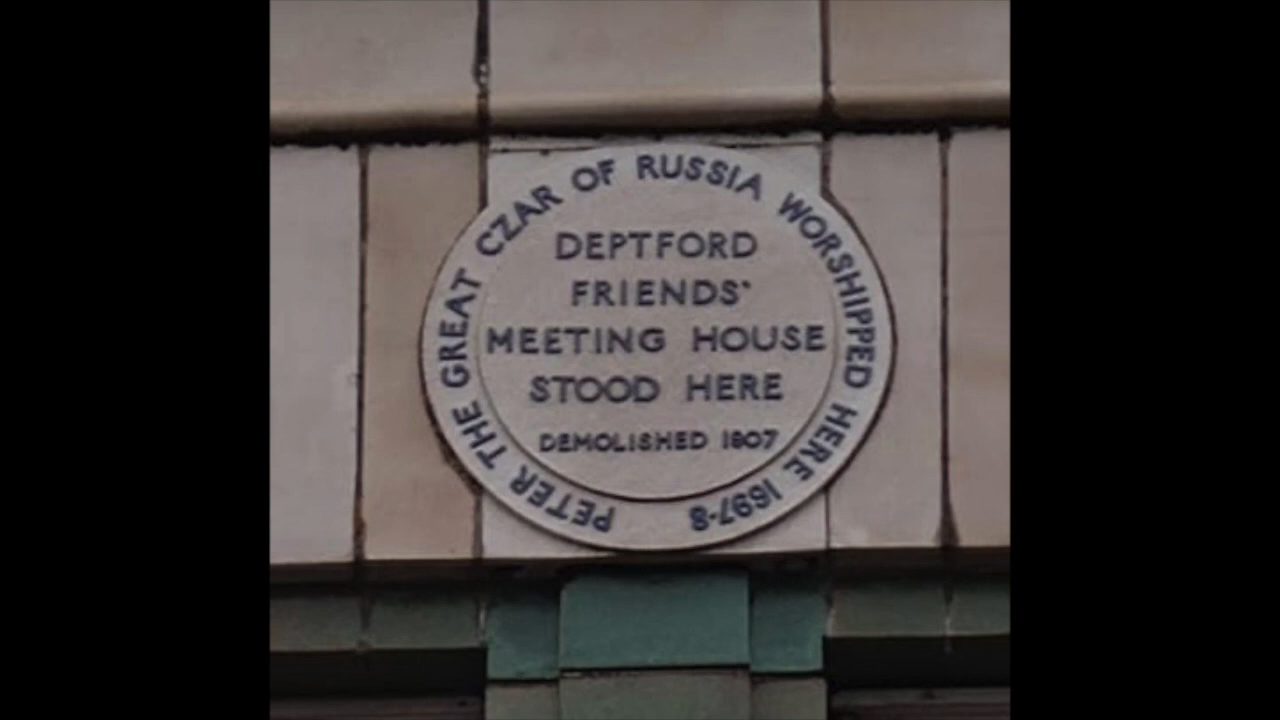 PETER THE GREAT CZAR OF RUSSIA WORSHIPPED HERE 1697-8
DEPTFORD
FRIENDS'
MEETING HOUSE
STOOD HERE
DEMOLISHED 1907